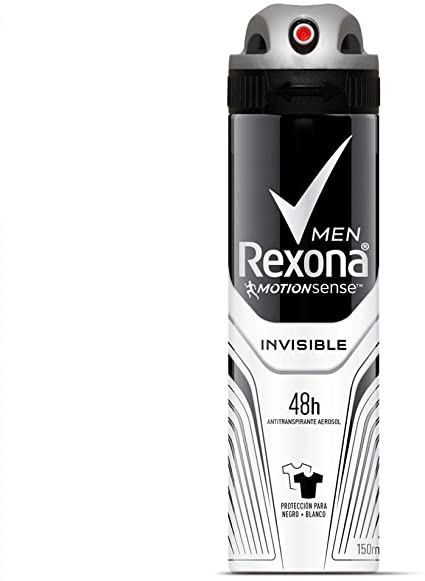 MEN
Rexona®
MOTIONsense™
INVISIBLE
48h
ANTITRANSPIRANTE AEROSOL
PROTECCIÓN PARA
NEGRO + BLANCO
150m